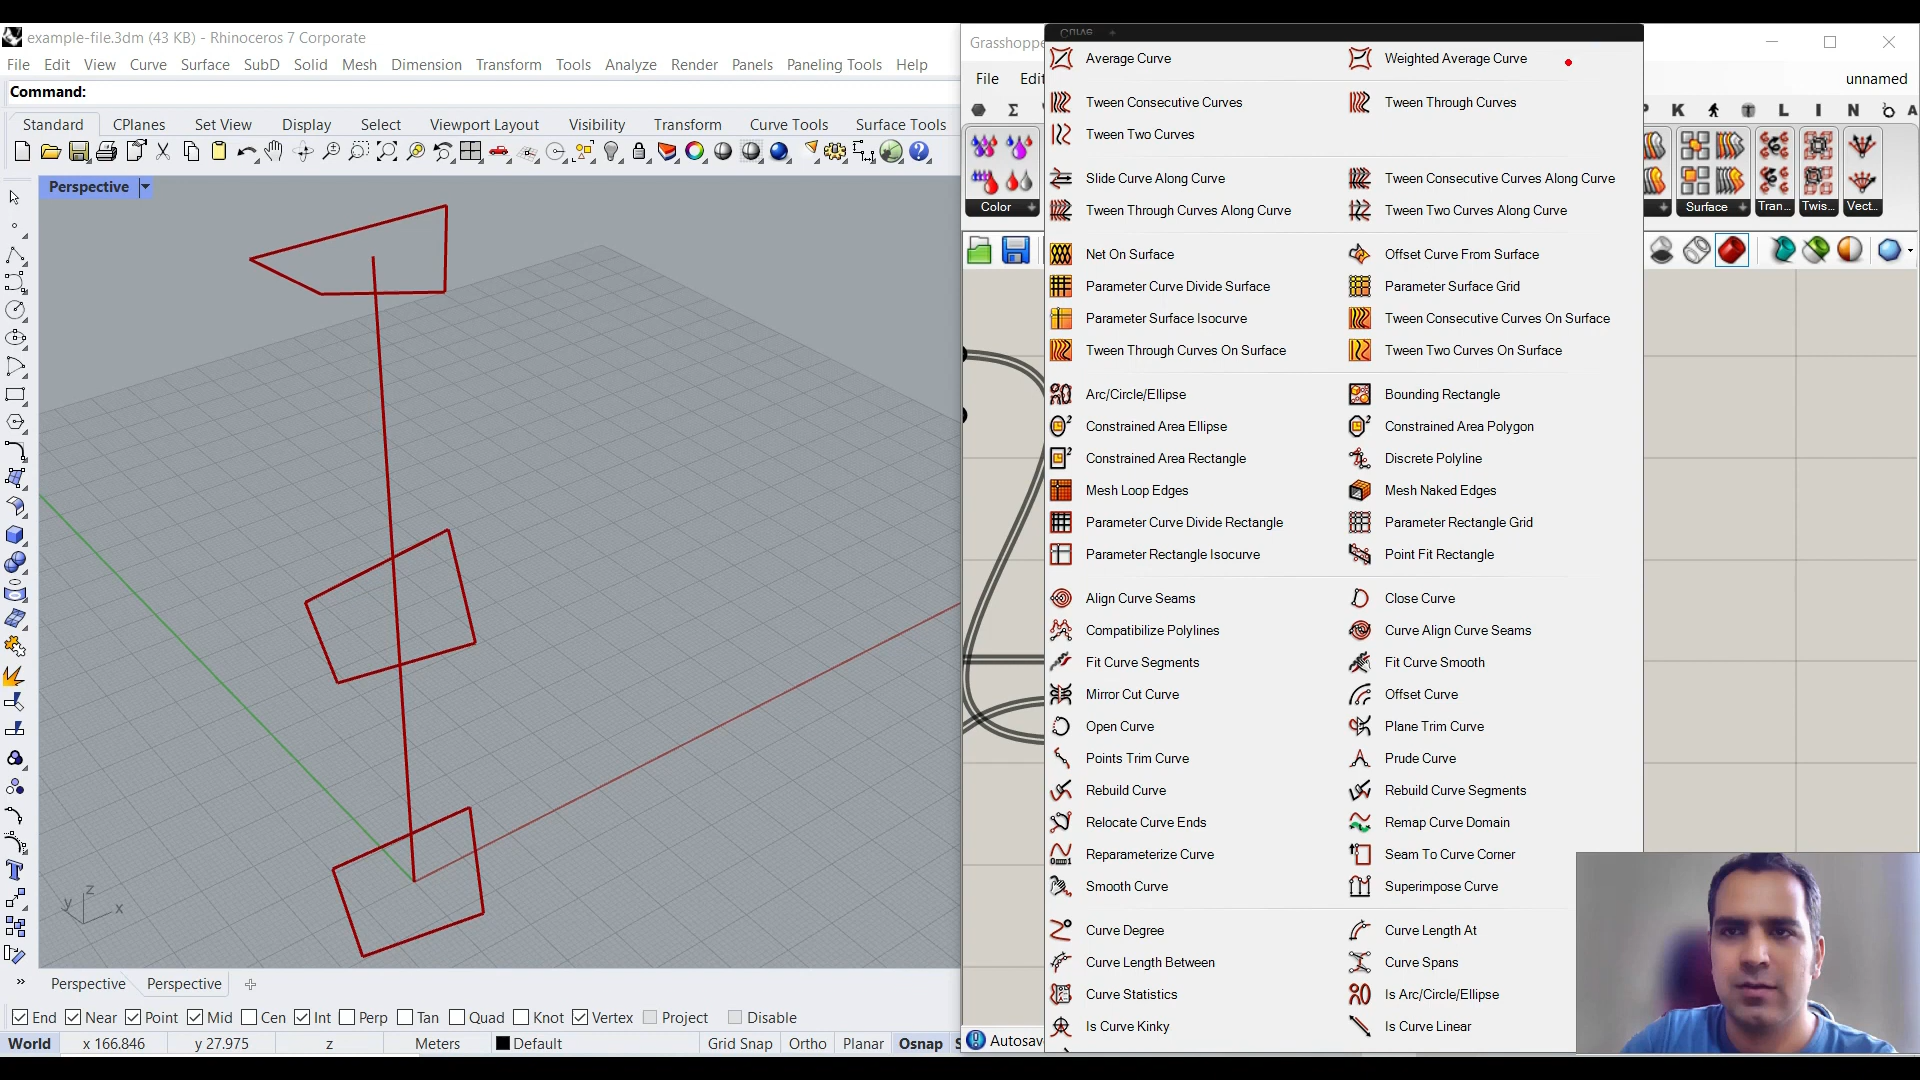 example-file.3dm (43 KB) - Rhinoceros 7 Corporate
File Edit View Curve Surface SubD Solid Mesh Dimension Transform Tools Analyze Render Panels Paneling Tools Help
Command:
Standard CPlanes Set View Display Select Viewport Layout Visibility Transform Curve Tools Surface Tools
Perspective
z
y x
Perspective Perspective
End Near Point Mid Cen Int Perp Tan Quad Knot Vertex Project Disable
World x 166.846 y 27.975 z Meters Default Grid Snap Ortho Planar Osnap
Grasshoppe
File Edi
unnamed
K L I N A
Color
Surface Tran... Twis... Vect...
Autosav
Curve
Average Curve Weighted Average Curve
Tween Consecutive Curves Tween Through Curves
Tween Two Curves
Slide Curve Along Curve Tween Consecutive Curves Along Curve
Tween Through Curves Along Curve Tween Two Curves Along Curve
Net On Surface Offset Curve From Surface
Parameter Curve Divide Surface Parameter Surface Grid
Parameter Surface Isocurve Tween Consecutive Curves On Surface
Tween Through Curves On Surface Tween Two Curves On Surface
Arc/Circle/Ellipse Bounding Rectangle
Constrained Area Ellipse Constrained Area Polygon
Constrained Area Rectangle Discrete Polyline
Mesh Loop Edges Mesh Naked Edges
Parameter Curve Divide Rectangle Parameter Rectangle Grid
Parameter Rectangle Isocurve Point Fit Rectangle
Align Curve Seams Close Curve
Compatibilize Polylines Curve Align Curve Seams
Fit Curve Segments Fit Curve Smooth
Mirror Cut Curve Offset Curve
Open Curve Plane Trim Curve
Points Trim Curve Prude Curve
Rebuild Curve Rebuild Curve Segments
Relocate Curve Ends Remap Curve Domain
Reparameterize Curve Seam To Curve Corner
Smooth Curve Superimpose Curve
Curve Degree Curve Length At
Curve Length Between Curve Spans
Curve Statistics Is Arc/Circle/Ellipse
Is Curve Kinky Is Curve Linear